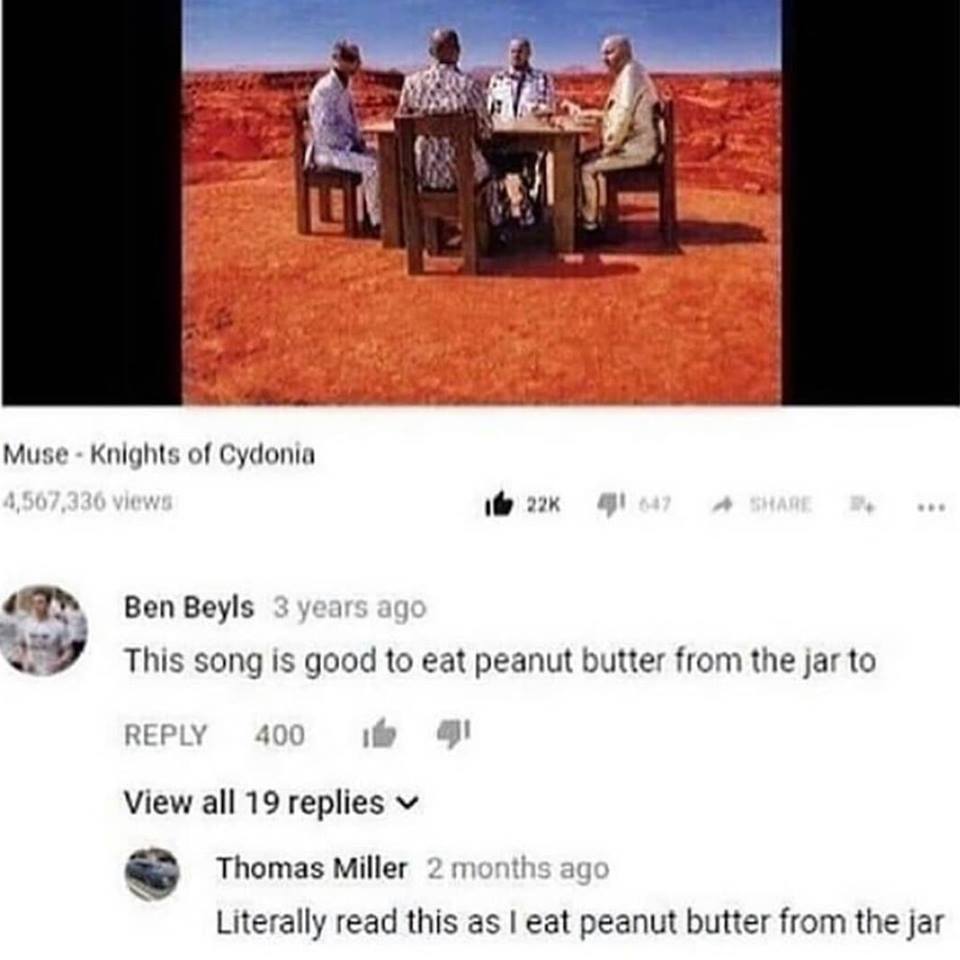 Muse - Knights of Cydonia
4,567,336 views 22K 647 SHARE
Ben Beyls 3 years ago
This song is good to eat peanut butter from the jar to
REPLY 400
View all 19 replies
Thomas Miller 2 months ago
Literally read this as I eat peanut butter from the jar